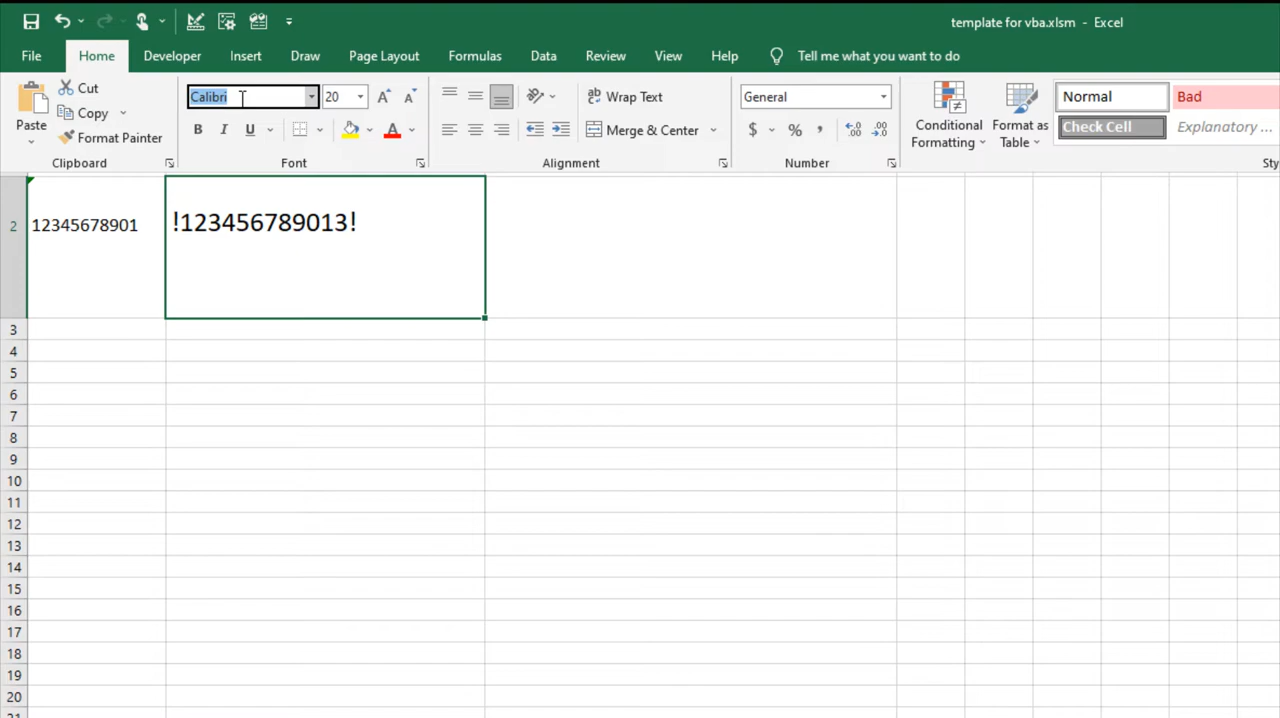 template for vba.xlsm - Excel
File Home Developer Insert Draw Page Layout Formulas Data Review View Help Tell me what you want to do
Paste
Cut
Copy
Format Painter
Clipboard
Calibri 20
B I U
Font
Wrap Text
Merge & Center
Alignment
General
$ % ,
Number
Conditional
Formatting
Format as
Table
Normal
Bad
Check Cell
Explanatory ...
Sty
2 12345678901 !123456789013!
3
4
5
6
7
8
9
10
11
12
13
14
15
16
17
18
19
20
21